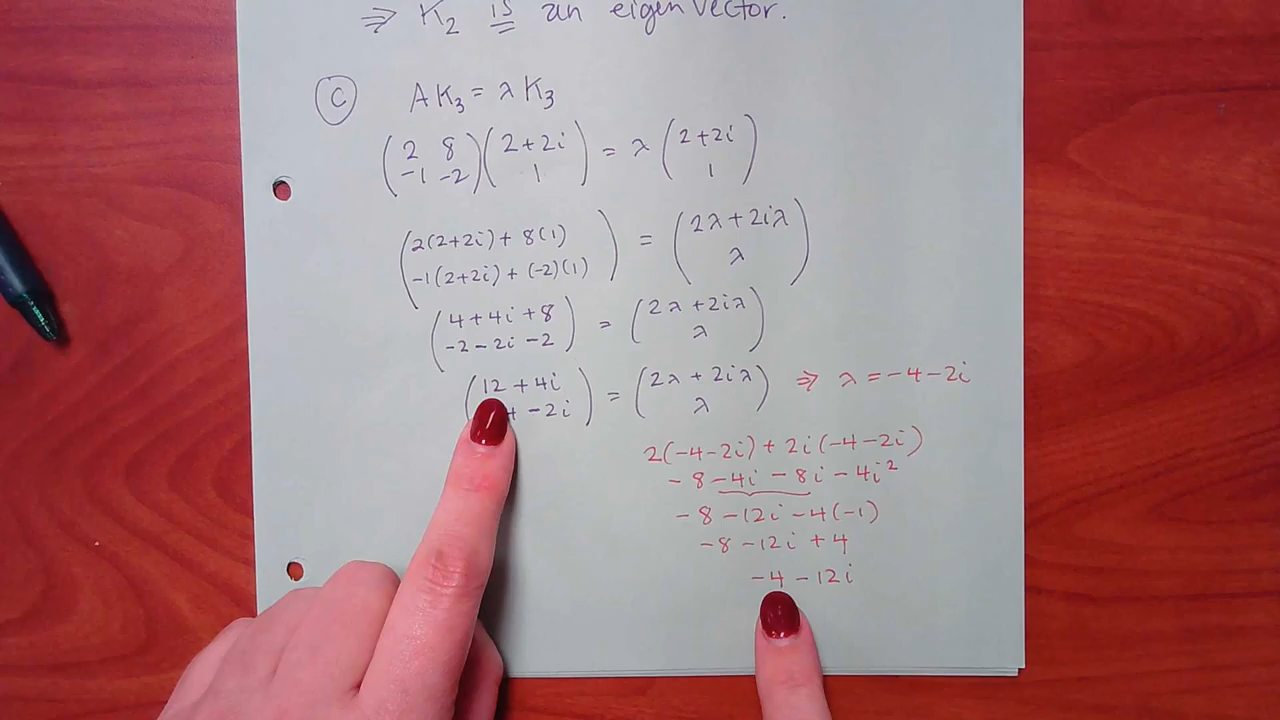 ⇒ K₂ is an eigenvector.
(c) AK₃ = λK₃
(2 8; -1 -2)(2+2i; 1) = λ(2+2i; 1)
(2(2+2i)+8(1); -1(2+2i)+(-2)(1)) = (2λ+2iλ; λ)
(4+4i+8; -2-2i-2) = (2λ+2iλ; λ)
(12+4i; -2i) = (2λ+2iλ; λ) ⇒ λ=-4-2i
2(-4-2i)+2i(-4-2i)
-8-4i-8i-4i²
-8-12i-4(-1)
-8-12i+4
-4-12i